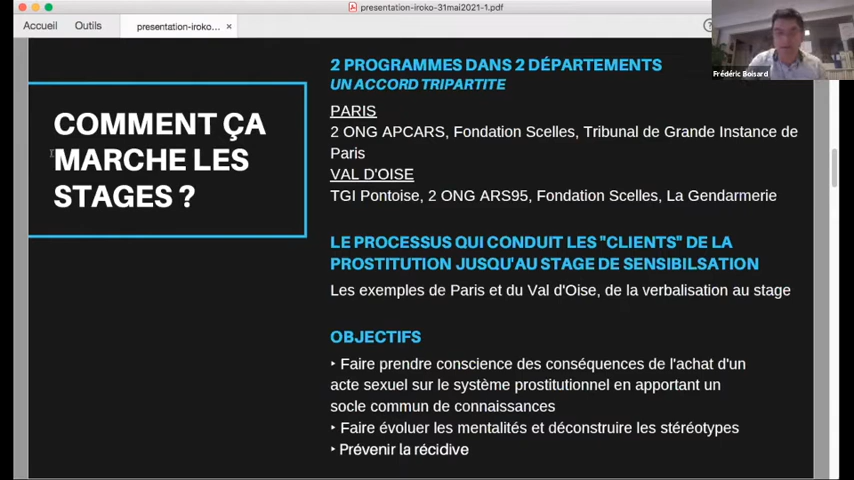 presentation-iroko-31mai2021-1.pdf
Accueil Outils presentation-iroko... ×
Frédéric Boisard
COMMENT ÇA
MARCHE LES
STAGES ?
2 PROGRAMMES DANS 2 DÉPARTEMENTS
UN ACCORD TRIPARTITE
PARIS
2 ONG APCARS, Fondation Scelles, Tribunal de Grande Instance de
Paris
VAL D'OISE
TGI Pontoise, 2 ONG ARS95, Fondation Scelles, La Gendarmerie
LE PROCESSUS QUI CONDUIT LES "CLIENTS" DE LA
PROSTITUTION JUSQU'AU STAGE DE SENSIBILSATION
Les exemples de Paris et du Val d'Oise, de la verbalisation au stage
OBJECTIFS
‣ Faire prendre conscience des conséquences de l'achat d'un
acte sexuel sur le système prostitutionnel en apportant un
socle commun de connaissances
‣ Faire évoluer les mentalités et déconstruire les stéréotypes
‣ Prévenir la récidive